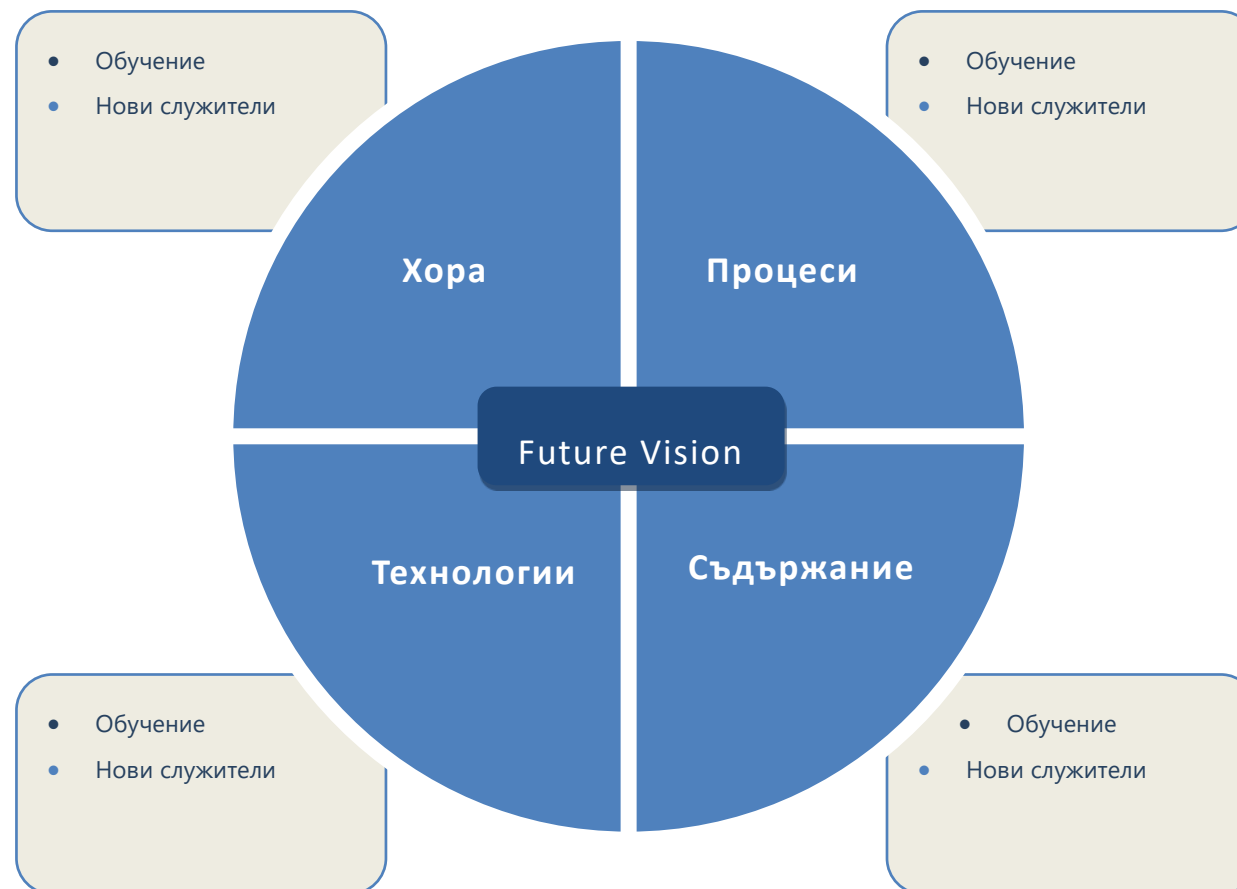 Обучение
Нови служители
Обучение
Нови служители
Хора
Процеси
Future Vision
Технологии
Съдържание
Обучение
Нови служители
Обучение
Нови служители